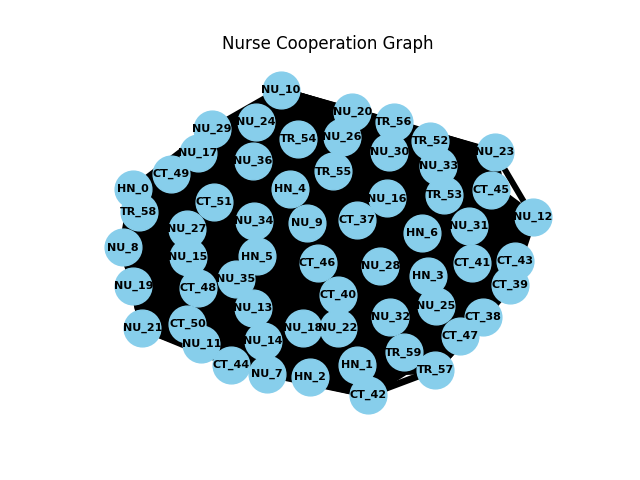 Nurse Cooperation Graph
NU_10
NU_20
NU_24
TR_56
NU_29
NU_26
TR_54
TR_52
NU_30
NU_23
NU_17
NU_36
NU_33
TR_55
CT_49
HN_0
HN_4
CT_45
TR_53
NU_16
CT_51
TR_58
NU_12
NU_34
NU_9
CT_37
NU_31
NU_27
HN_6
NU_8
NU_15
HN_5
CT_46
NU_28
CT_41
CT_43
HN_3
NU_35
NU_19
CT_48
CT_39
CT_40
NU_13
NU_25
NU_32
CT_38
CT_50
NU_21
NU_18
NU_22
CT_47
NU_14
NU_11
TR_59
CT_44
HN_1
TR_57
NU_7
HN_2
CT_42